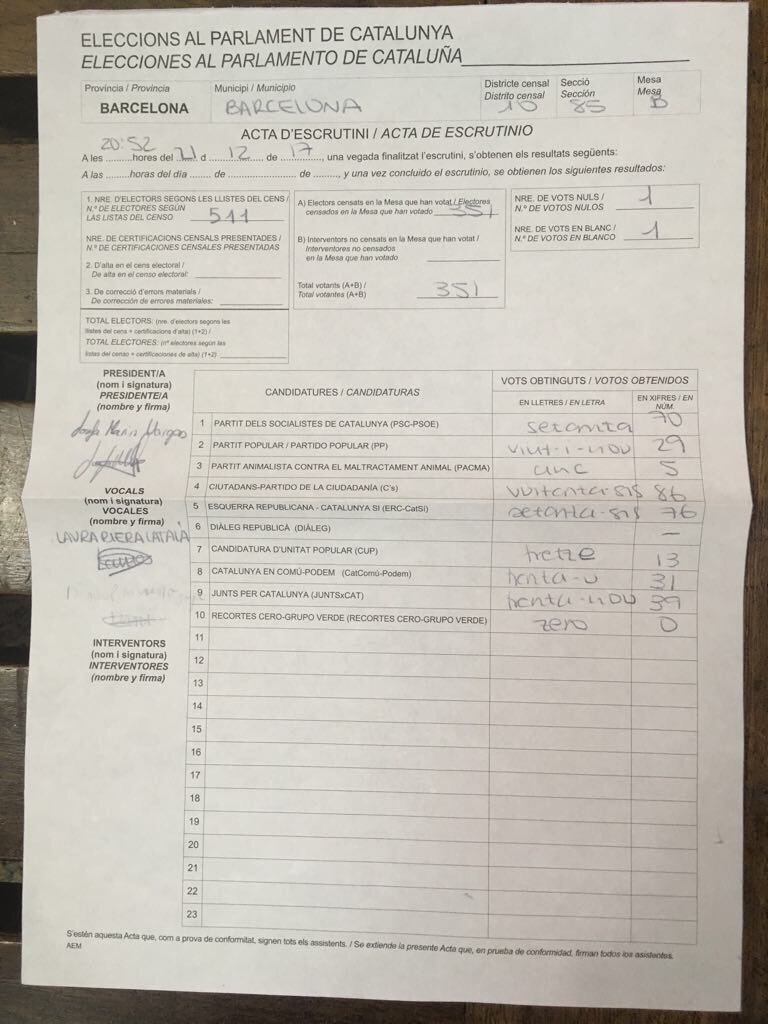 ELECCIONS AL PARLAMENT DE CATALUNYA
ELECCIONES AL PARLAMENTO DE CATALUÑA
Província / Provincia
BARCELONA
Municipi / Municipio
BARCELONA
Districte censal
Distrito censal
10
Secció
Sección
85
Mesa
Mesa
B
ACTA D'ESCRUTINI / ACTA DE ESCRUTINIO
A les 20:52 hores del 21 d 12 de 17, una vegada finalitzat l'escrutini, s'obtenen els resultats següents:
A las ......... horas del día ....... de ................... de ............, y una vez concluido el escrutinio, se obtienen los siguientes resultados:
1. NRE. D'ELECTORS SEGONS LES LLISTES DEL CENS /
N.º DE ELECTORES SEGÚN
LAS LISTAS DEL CENSO 511
NRE. DE CERTIFICACIONS CENSALS PRESENTADES /
N.º DE CERTIFICACIONES CENSALES PRESENTADAS
2. D'alta en el cens electoral /
De alta en el censo electoral:
3. De correcció d'errors materials /
De corrección de errores materiales:
TOTAL ELECTORS: (nre. d'electors segons les
llistes del cens + certificacions d'alta) (1+2) /
TOTAL ELECTORES: (nº electores según las
listas del censo + certificaciones de alta) (1+2)
A) Electors censats en la Mesa que han votat / Electores
censados en la Mesa que han votado 351
B) Interventors no censats en la Mesa que han votat /
Interventores no censados
en la Mesa que han votado
Total votants (A+B) /
Total votantes (A+B) 351
NRE. DE VOTS NULS /
N.º DE VOTOS NULOS 1
NRE. DE VOTS EN BLANC /
N.º DE VOTOS EN BLANCO 1
PRESIDENT/A
(nom i signatura)
PRESIDENTE/A
(nombre y firma)
VOCALS
(nom i signatura)
VOCALES
(nombre y firma)
LAURA RIERA CATALÀ
INTERVENTORS
(nom i signatura)
INTERVENTORES
(nombre y firma)
CANDIDATURES / CANDIDATURAS
VOTS OBTINGUTS / VOTOS OBTENIDOS
EN LLETRES / EN LETRA
EN XIFRES / EN NÚM.
1 PARTIT DELS SOCIALISTES DE CATALUNYA (PSC-PSOE) setanta 70
2 PARTIT POPULAR / PARTIDO POPULAR (PP) vint-i-nou 29
3 PARTIT ANIMALISTA CONTRA EL MALTRACTAMENT ANIMAL (PACMA) cinc 5
4 CIUTADANS-PARTIDO DE LA CIUDADANÍA (C's) vuitanta-sis 86
5 ESQUERRA REPUBLICANA - CATALUNYA SI (ERC-CatSí) setanta-sis 76
6 DIÀLEG REPUBLICÀ (DIÀLEG) —
7 CANDIDATURA D'UNITAT POPULAR (CUP) tretze 13
8 CATALUNYA EN COMÚ-PODEM (CatComú-Podem) trenta-u 31
9 JUNTS PER CATALUNYA (JUNTSxCAT) trenta-nou 39
10 RECORTES CERO-GRUPO VERDE (RECORTES CERO-GRUPO VERDE) zero 0
11
12
13
14
15
16
17
18
19
20
21
22
23
S'estén aquesta Acta que, com a prova de conformitat, signen tots els assistents. / Se extiende la presente Acta que, en prueba de conformidad, firman todos los asistentes.
AEM